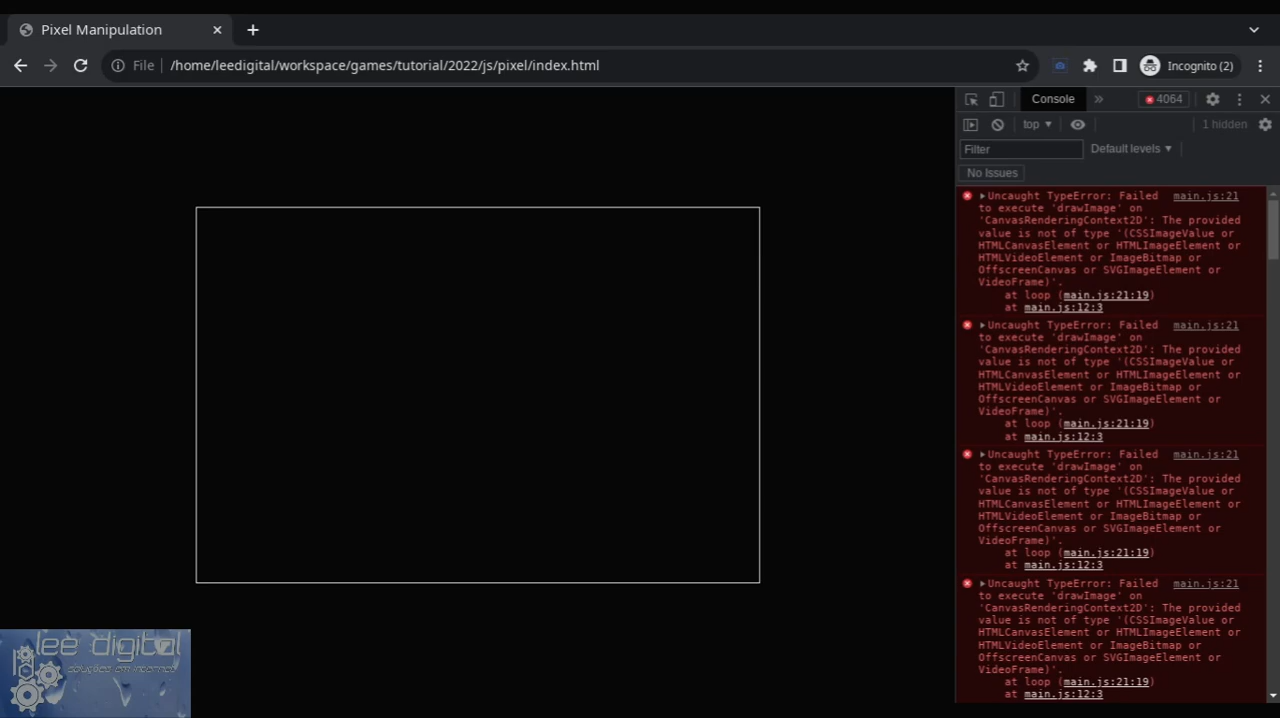 Pixel Manipulation
File
/home/leedigital/workspace/games/tutorial/2022/js/pixel/index.html
Incognito (2)
Console
4064
top
1 hidden
Filter
Default levels
No Issues
Uncaught TypeError: Failed main.js:21
to execute 'drawImage' on
'CanvasRenderingContext2D': The provided
value is not of type '(CSSImageValue or
HTMLCanvasElement or HTMLImageElement or
HTMLVideoElement or ImageBitmap or
OffscreenCanvas or SVGImageElement or
VideoFrame)'.
at loop (main.js:21:19)
at main.js:12:3
Uncaught TypeError: Failed main.js:21
to execute 'drawImage' on
'CanvasRenderingContext2D': The provided
value is not of type '(CSSImageValue or
HTMLCanvasElement or HTMLImageElement or
HTMLVideoElement or ImageBitmap or
OffscreenCanvas or SVGImageElement or
VideoFrame)'.
at loop (main.js:21:19)
at main.js:12:3
Uncaught TypeError: Failed main.js:21
to execute 'drawImage' on
'CanvasRenderingContext2D': The provided
value is not of type '(CSSImageValue or
HTMLCanvasElement or HTMLImageElement or
HTMLVideoElement or ImageBitmap or
OffscreenCanvas or SVGImageElement or
VideoFrame)'.
at loop (main.js:21:19)
at main.js:12:3
Uncaught TypeError: Failed main.js:21
to execute 'drawImage' on
'CanvasRenderingContext2D': The provided
value is not of type '(CSSImageValue or
HTMLCanvasElement or HTMLImageElement or
HTMLVideoElement or ImageBitmap or
OffscreenCanvas or SVGImageElement or
VideoFrame)'.
at loop (main.js:21:19)
at main.js:12:3
lee digital
soluções em internet